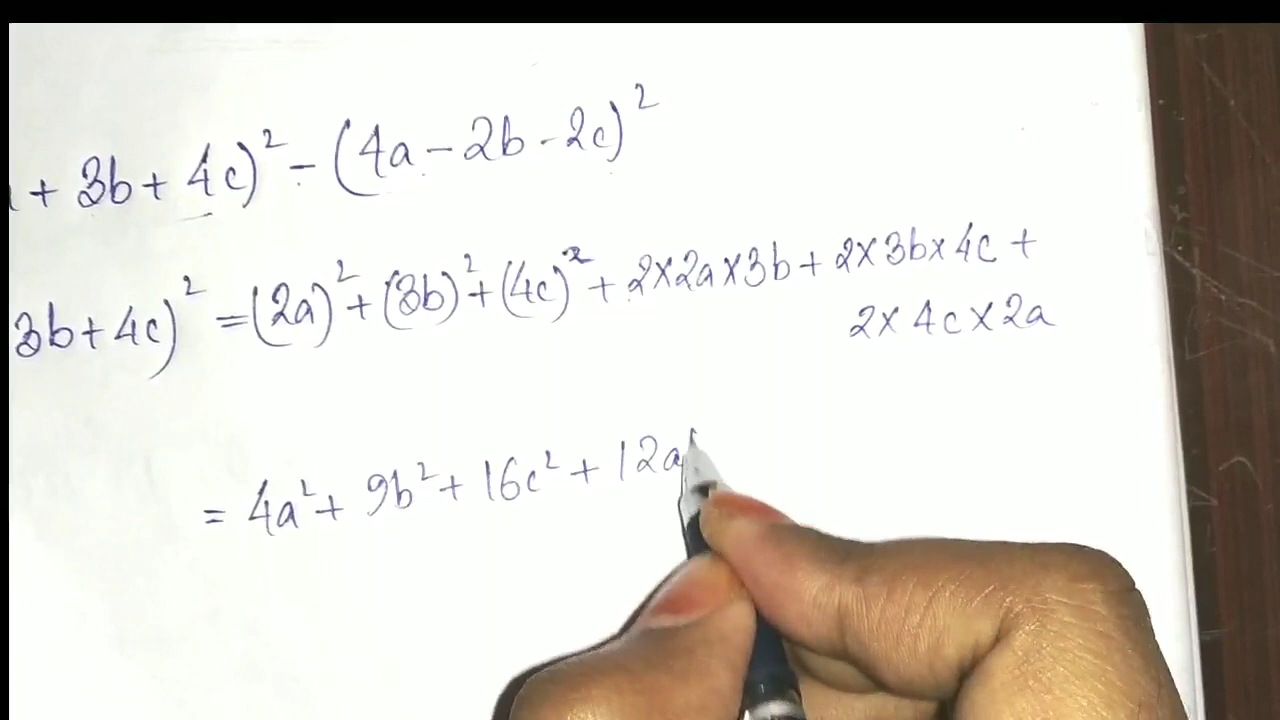 + 3b + 4c)² - (4a - 2b - 2c)²
3b + 4c)² = (2a)² + (3b)² + (4c)² + 2×2a×3b + 2×3b×4c +
2×4c×2a
= 4a² + 9b² + 16c² + 12a